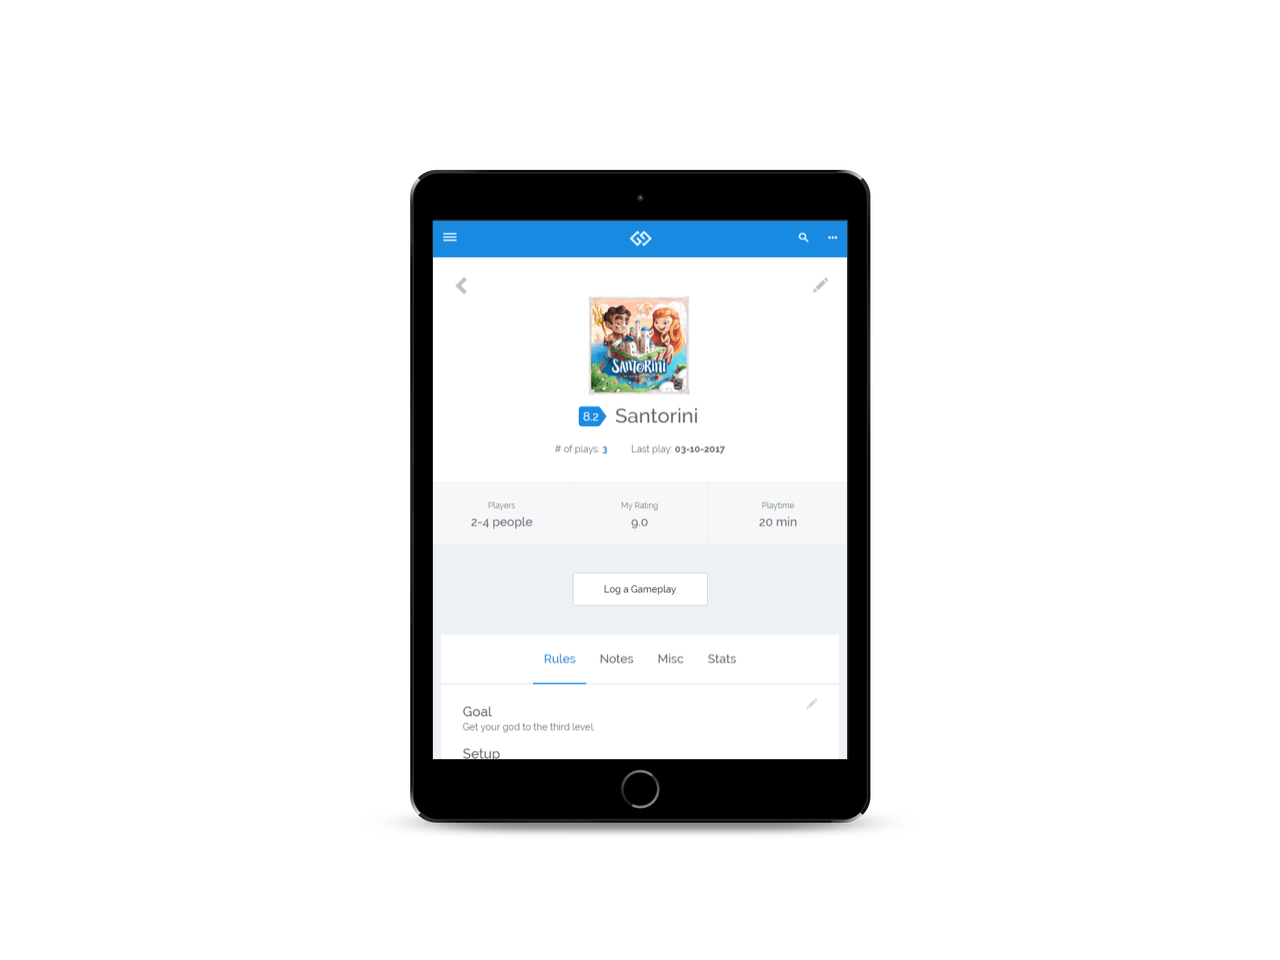 SANTORINI
8.2 Santorini
# of plays: 3 Last play: 03-10-2017
Players My Rating Playtime
2-4 people 9.0 20 min
Log a Gameplay
Rules Notes Misc Stats
Goal
Get your god to the third level.
Setup